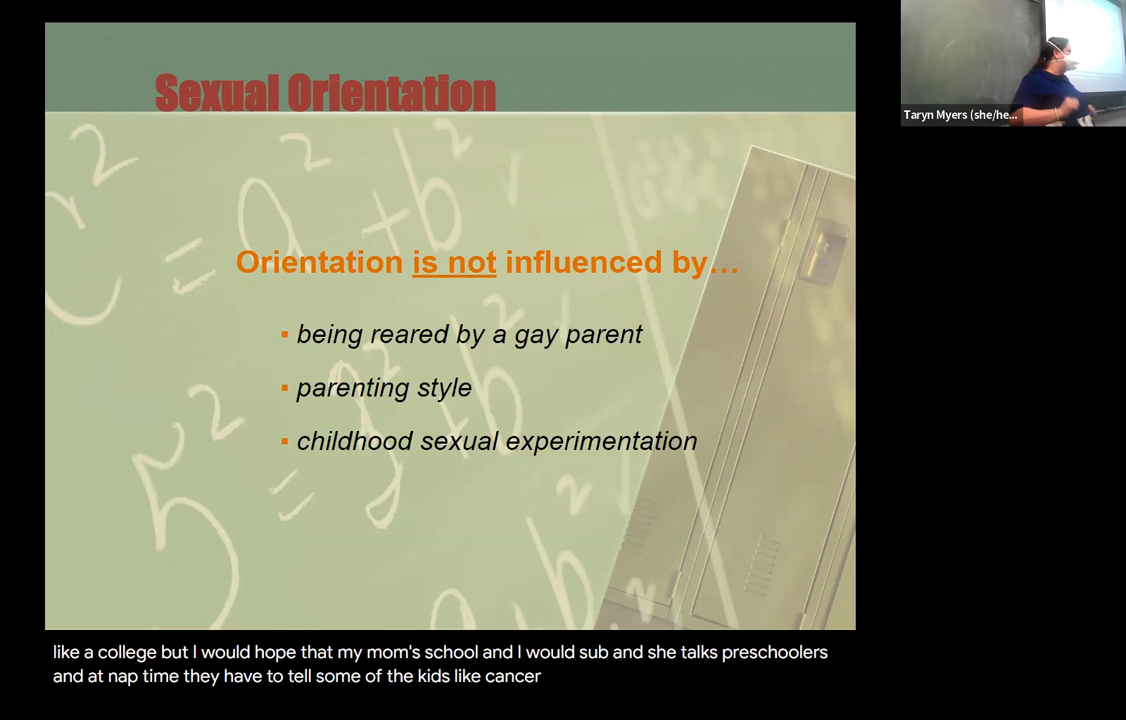 Sexual Orientation
Taryn Myers (she/he...
Orientation is not influenced by…
▪ being reared by a gay parent
▪ parenting style
▪ childhood sexual experimentation
like a college but I would hope that my mom's school and I would sub and she talks preschoolers
and at nap time they have to tell some of the kids like cancer